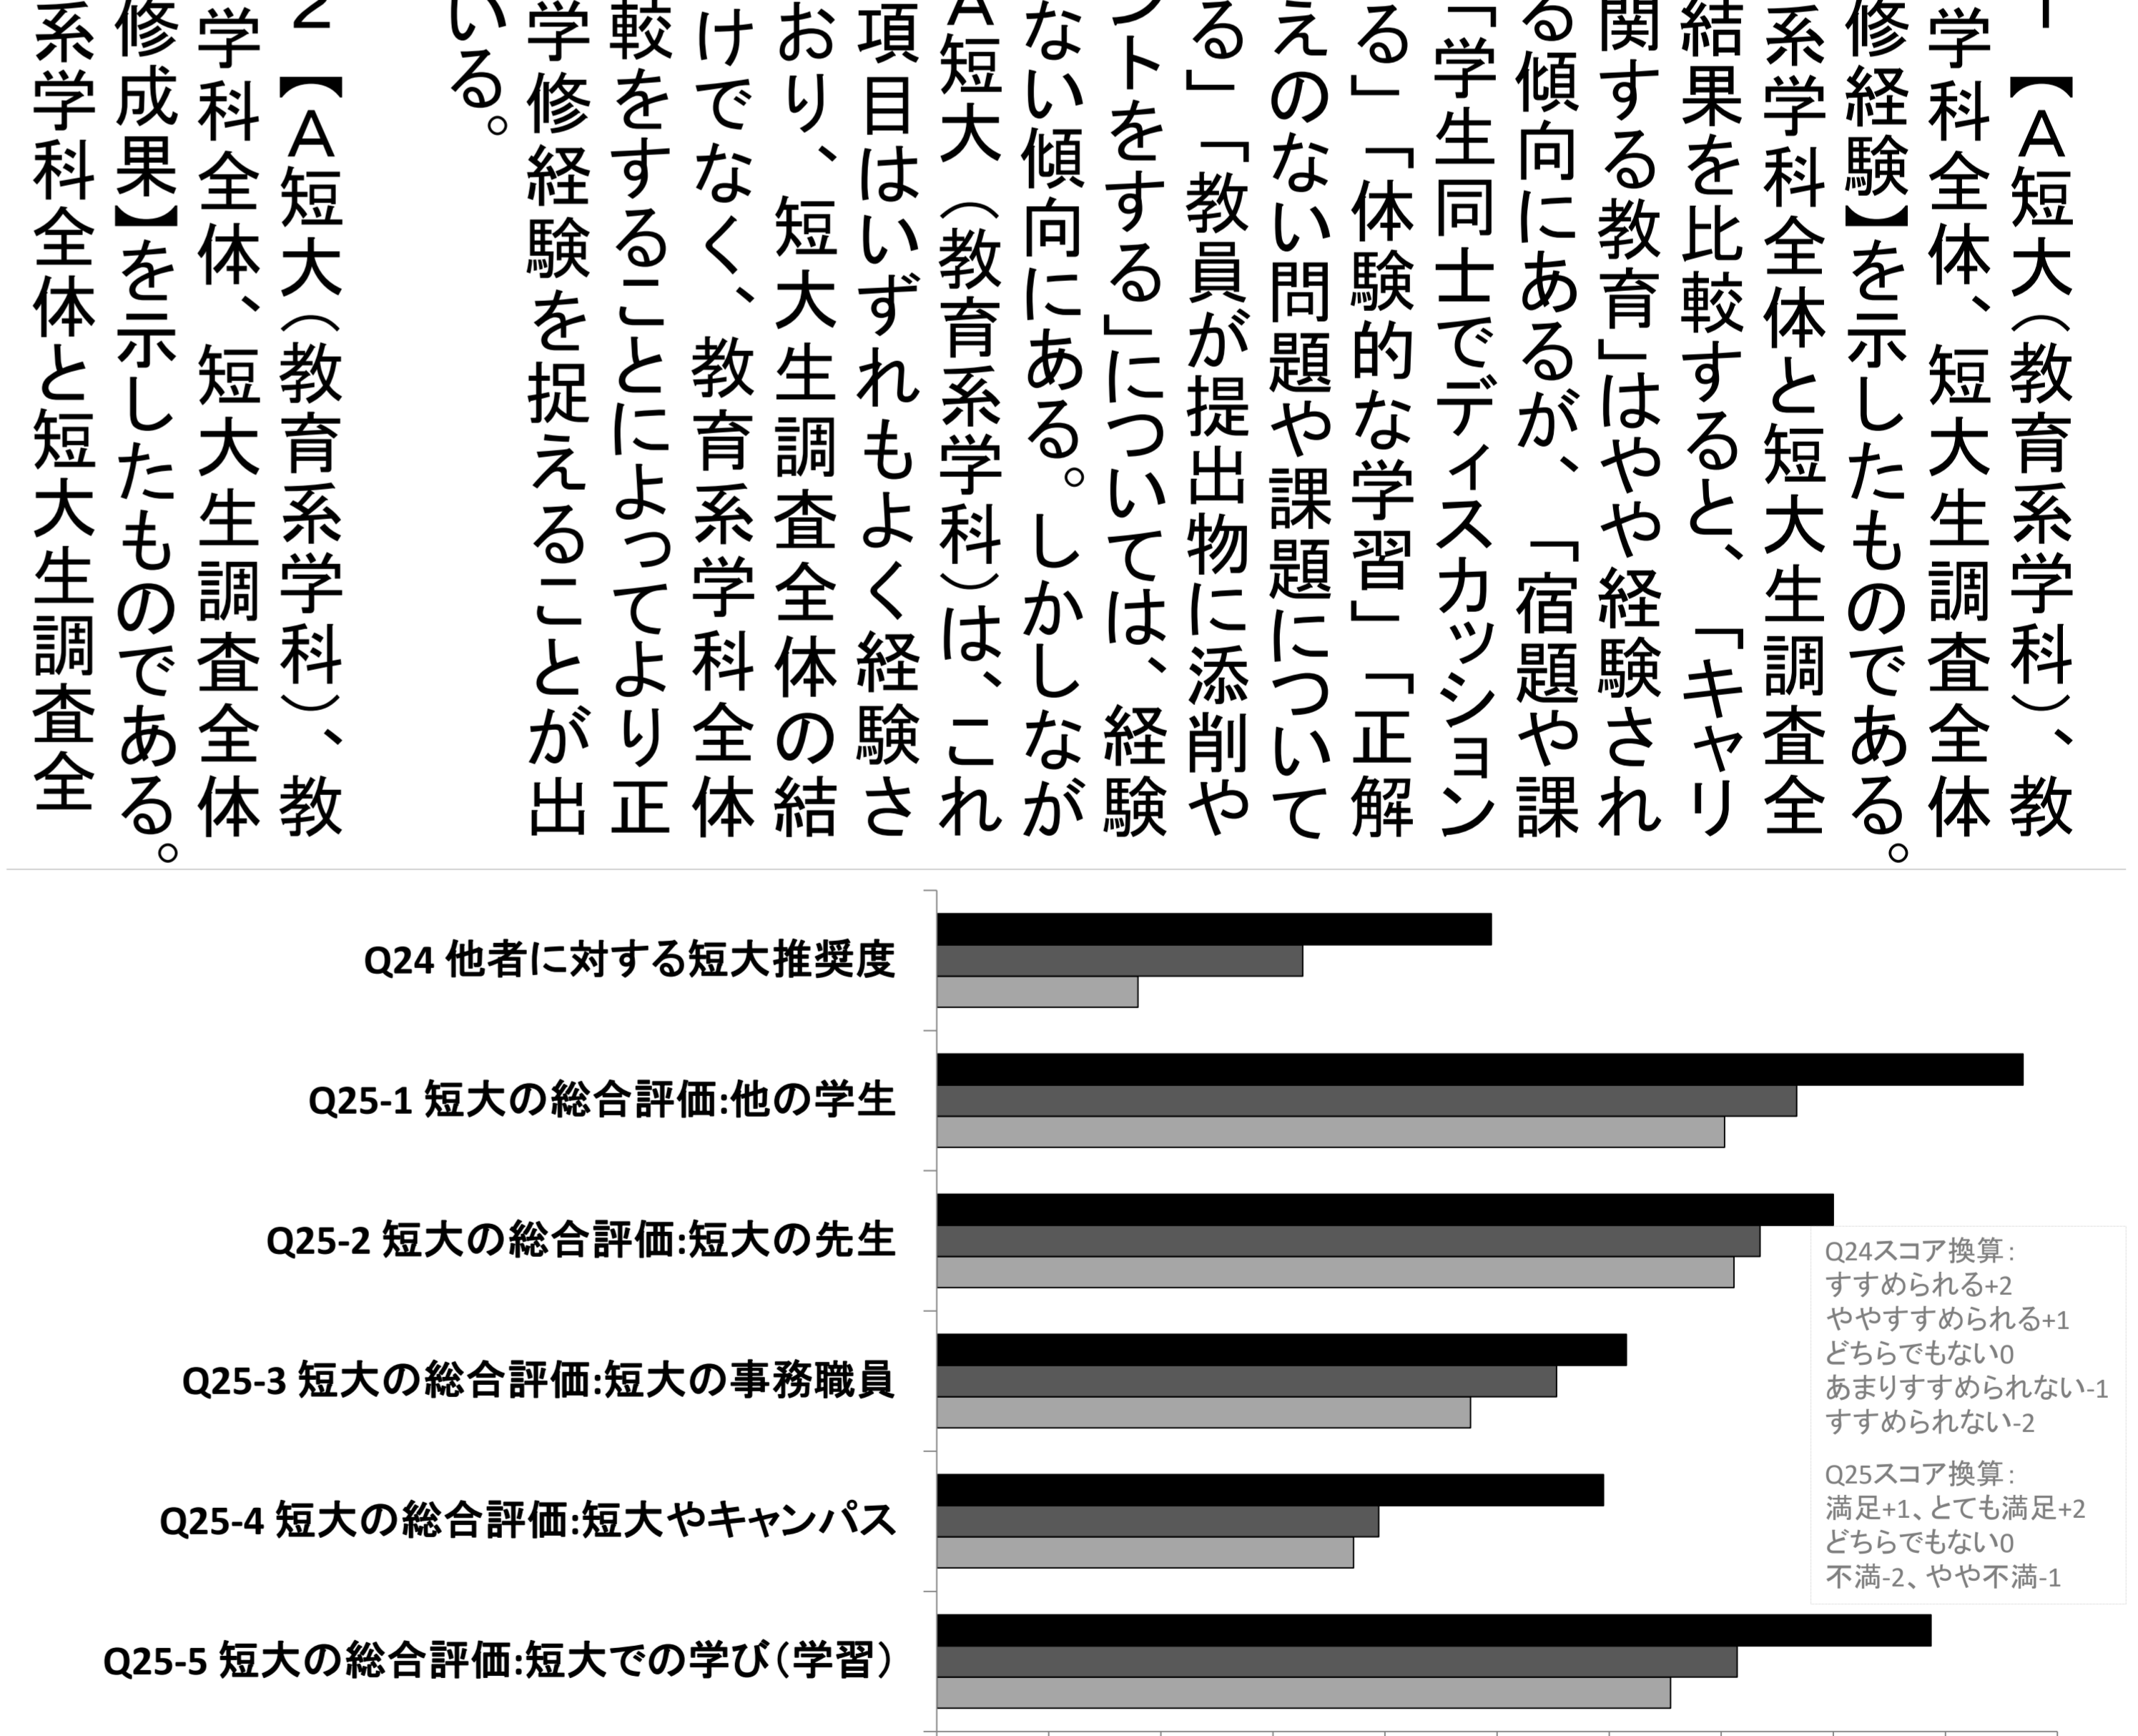 【Ａ短大（教育系学科）、教
学科全体、短大生調査全体
修経験】を示したものである。
系学科全体と短大生調査全
結果を比較すると、「キャリ
関する教育」はやや経験され
る傾向にあるが、「宿題や課
「学生同士でディスカッション
る」「体験的な学習」「正解
えのない問題や課題について
る」「教員が提出物に添削や
ントをする」については、経験
ない傾向にある。しかしなが
Ａ短大（教育系学科）は、これ
項目はいずれもよく経験さ
おり、短大生調査全体の結
けでなく、教育系学科全体
較をすることによってより正
学修経験を捉えることが出
いる。
2【Ａ短大（教育系学科）、教
学科全体、短大生調査全体
修成果】を示したものである。
系学科全体と短大生調査全
Q24 他者に対する短大推奨度
Q25-1 短大の総合評価:他の学生
Q25-2 短大の総合評価:短大の先生
Q25-3 短大の総合評価:短大の事務職員
Q25-4 短大の総合評価:短大やキャンパス
Q25-5 短大の総合評価:短大での学び(学習)
Q24スコア換算:
すすめられる+2
ややすすめられる+1
どちらでもない0
あまりすすめられない-1
すすめられない-2
Q25スコア換算:
満足+1、とても満足+2
どちらでもない0
不満-2、やや不満-1